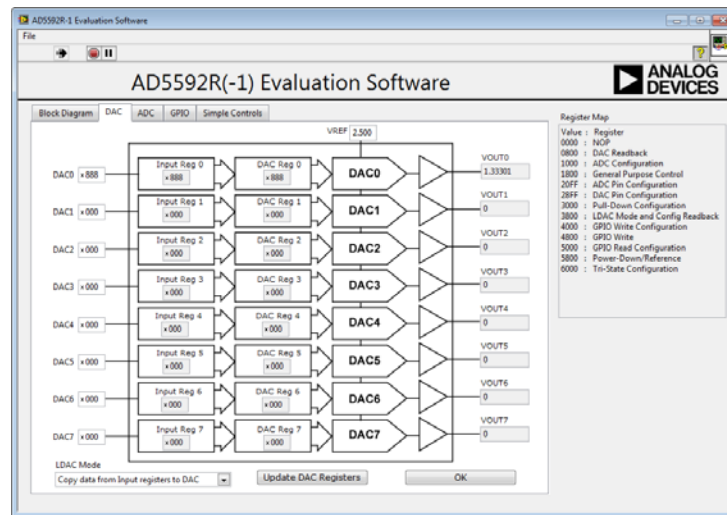 AD5592R-1 Evaluation Software
File
?
AD5592R(-1) Evaluation Software
ANALOG
DEVICES
Block Diagram DAC ADC GPIO Simple Controls
VREF 2.500
DAC0 x888 Input Reg 0 x888 DAC Reg 0 x888 DAC0 VOUT0 1.33301
DAC1 x000 Input Reg 1 x000 DAC Reg 1 x000 DAC1 VOUT1 0
DAC2 x000 Input Reg 2 x000 DAC Reg 2 x000 DAC2 VOUT2 0
DAC3 x000 Input Reg 3 x000 DAC Reg 3 x000 DAC3 VOUT3 0
DAC4 x000 Input Reg 4 x000 DAC Reg 4 x000 DAC4 VOUT4 0
DAC5 x000 Input Reg 5 x000 DAC Reg 5 x000 DAC5 VOUT5 0
DAC6 x000 Input Reg 6 x000 DAC Reg 6 x000 DAC6 VOUT6 0
DAC7 x000 Input Reg 7 x000 DAC Reg 7 x000 DAC7 VOUT7 0
LDAC Mode
Copy data from Input registers to DAC Update DAC Registers OK
Register Map
Value : Register
0000 : NOP
0800 : DAC Readback
1000 : ADC Configuration
1800 : General Purpose Control
20FF : ADC Pin Configuration
28FF : DAC Pin Configuration
3000 : Pull-Down Configuration
3800 : LDAC Mode and Config Readback
4000 : GPIO Write Configuration
4800 : GPIO Write
5000 : GPIO Read Configuration
5800 : Power-Down/Reference
6000 : Tri-State Configuration